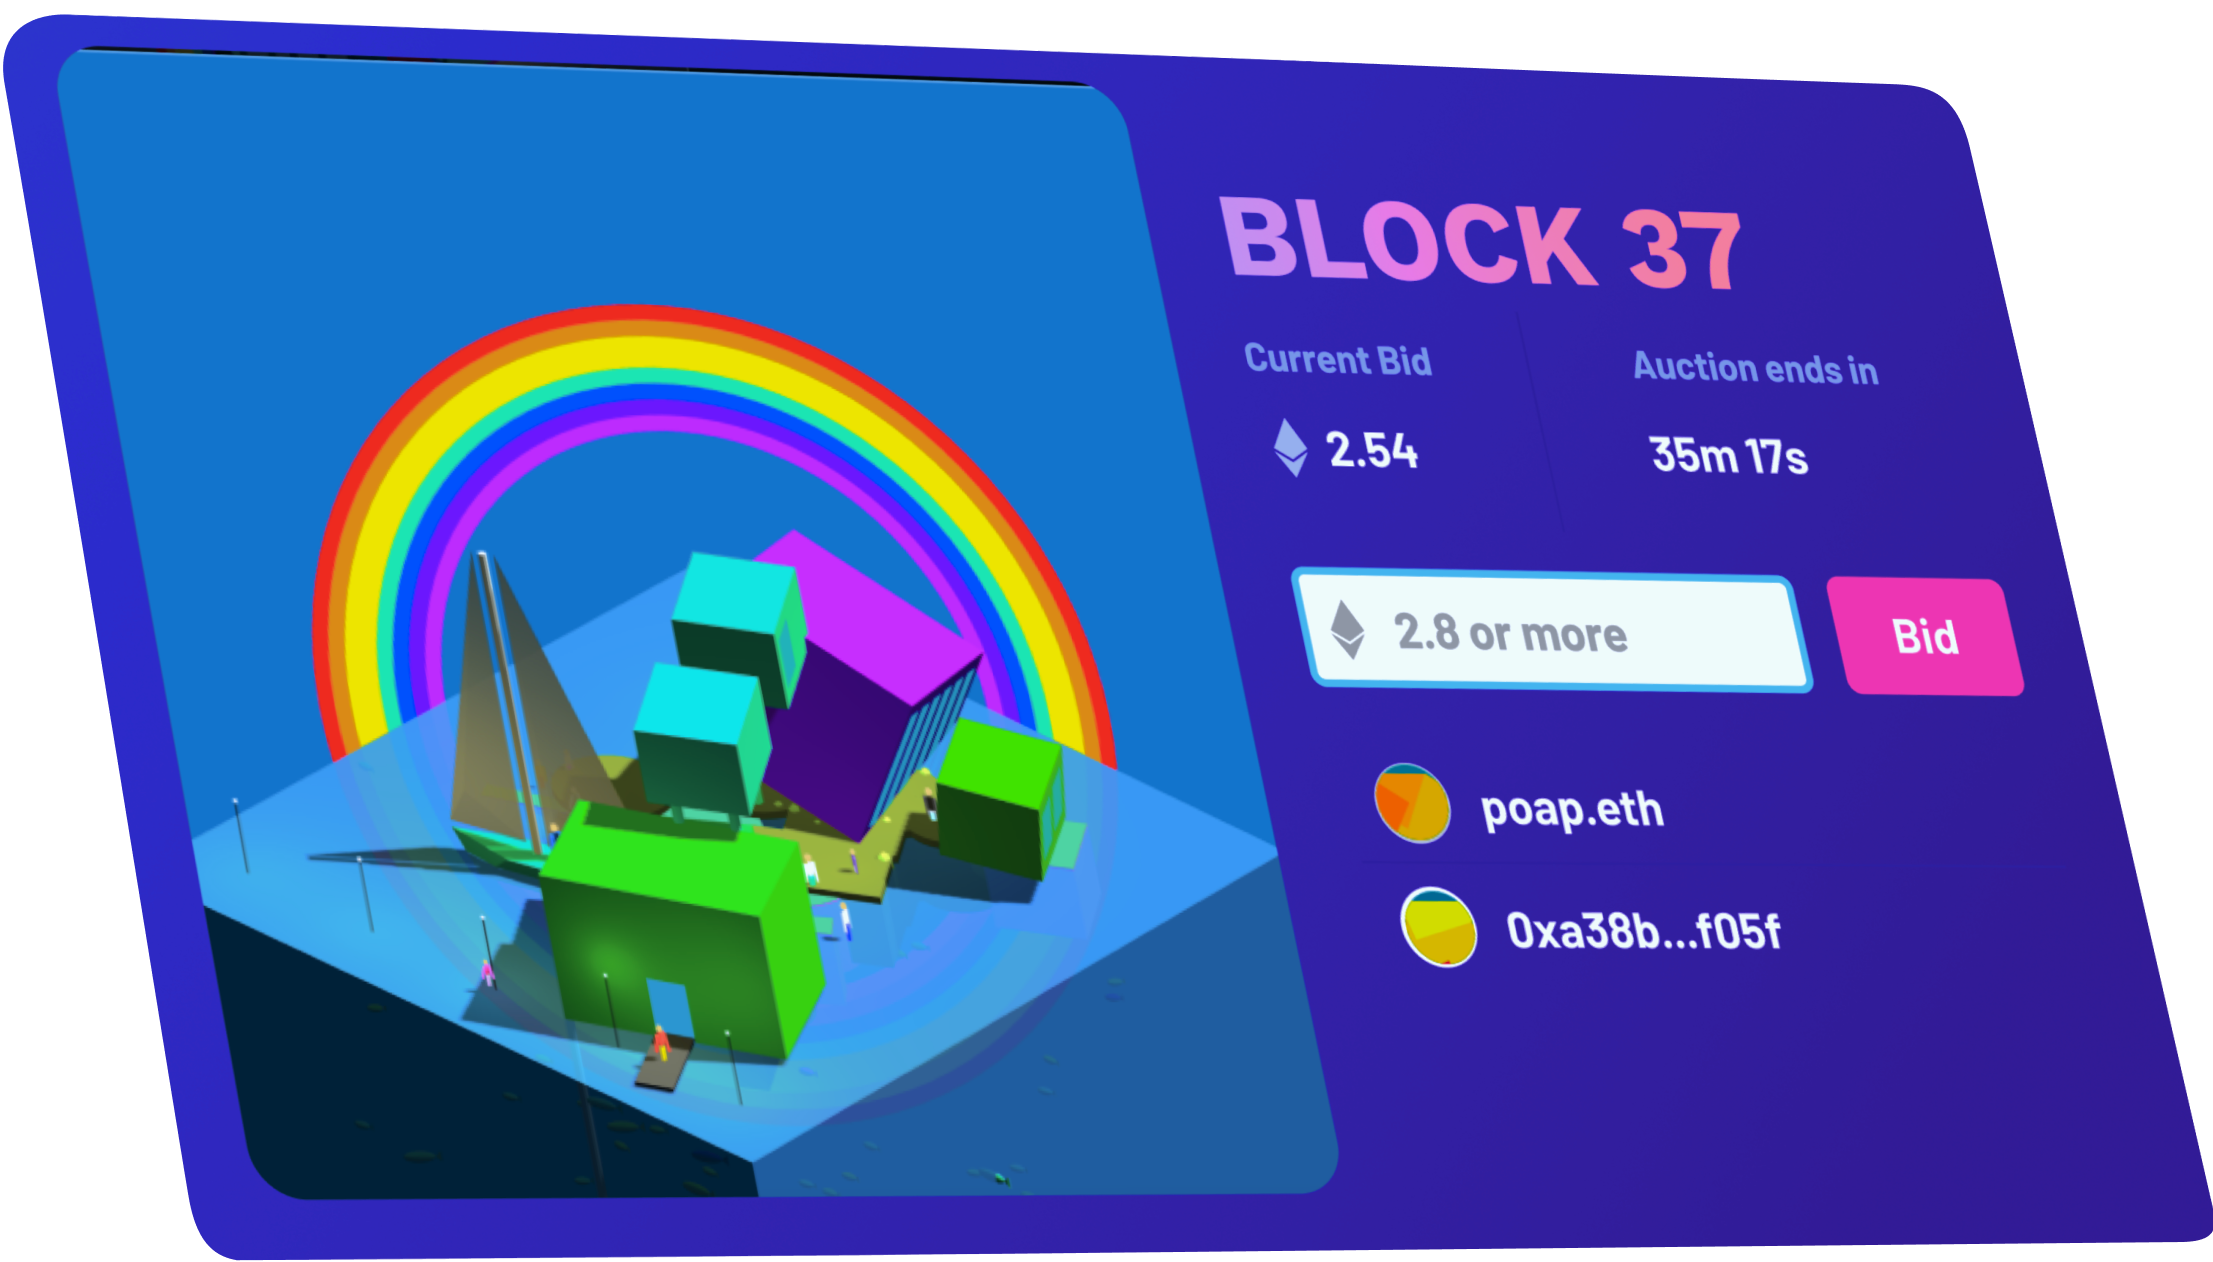 BLOCK 37
Current Bid
Auction ends in
2.54
35m 17s
2.8 or more
Bid
poap.eth
0xa38b...f05f